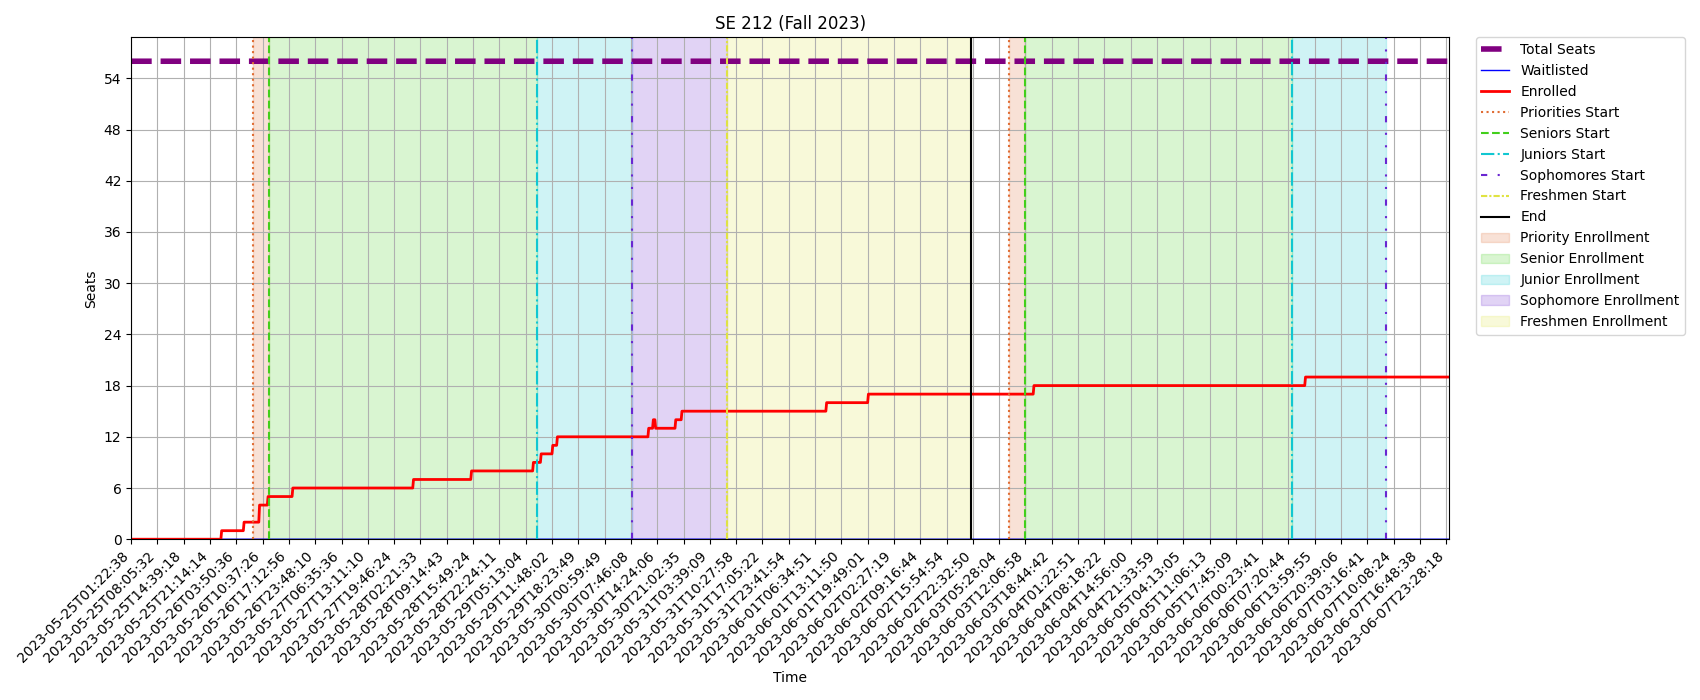 SE 212 (Fall 2023)
Seats
54
48
42
36
30
24
18
12
6
0
2023-05-25T01:22:38
2023-05-25T08:05:32
2023-05-25T14:39:18
2023-05-25T21:14:14
2023-05-26T03:50:36
2023-05-26T10:37:26
2023-05-26T17:12:56
2023-05-26T23:48:10
2023-05-27T06:35:36
2023-05-27T13:11:10
2023-05-27T19:46:24
2023-05-28T02:21:33
2023-05-28T09:14:43
2023-05-28T15:49:24
2023-05-28T22:24:11
2023-05-29T05:13:04
2023-05-29T11:48:02
2023-05-29T18:23:49
2023-05-30T00:59:49
2023-05-30T07:46:08
2023-05-30T14:24:06
2023-05-30T21:02:35
2023-05-31T03:39:09
2023-05-31T10:27:58
2023-05-31T17:05:22
2023-05-31T23:41:54
2023-06-01T06:34:51
2023-06-01T13:11:50
2023-06-01T19:49:01
2023-06-02T02:27:19
2023-06-02T09:16:44
2023-06-02T15:54:54
2023-06-02T22:32:50
2023-06-03T05:28:04
2023-06-03T12:06:58
2023-06-03T18:44:42
2023-06-04T01:22:51
2023-06-04T08:18:22
2023-06-04T14:56:00
2023-06-04T21:33:59
2023-06-05T04:13:05
2023-06-05T11:06:13
2023-06-05T17:45:09
2023-06-06T00:23:41
2023-06-06T07:20:44
2023-06-06T13:59:55
2023-06-06T20:39:06
2023-06-07T03:16:41
2023-06-07T10:08:24
2023-06-07T16:48:38
2023-06-07T23:28:18
Time
Total Seats
Waitlisted
Enrolled
Priorities Start
Seniors Start
Juniors Start
Sophomores Start
Freshmen Start
End
Priority Enrollment
Senior Enrollment
Junior Enrollment
Sophomore Enrollment
Freshmen Enrollment